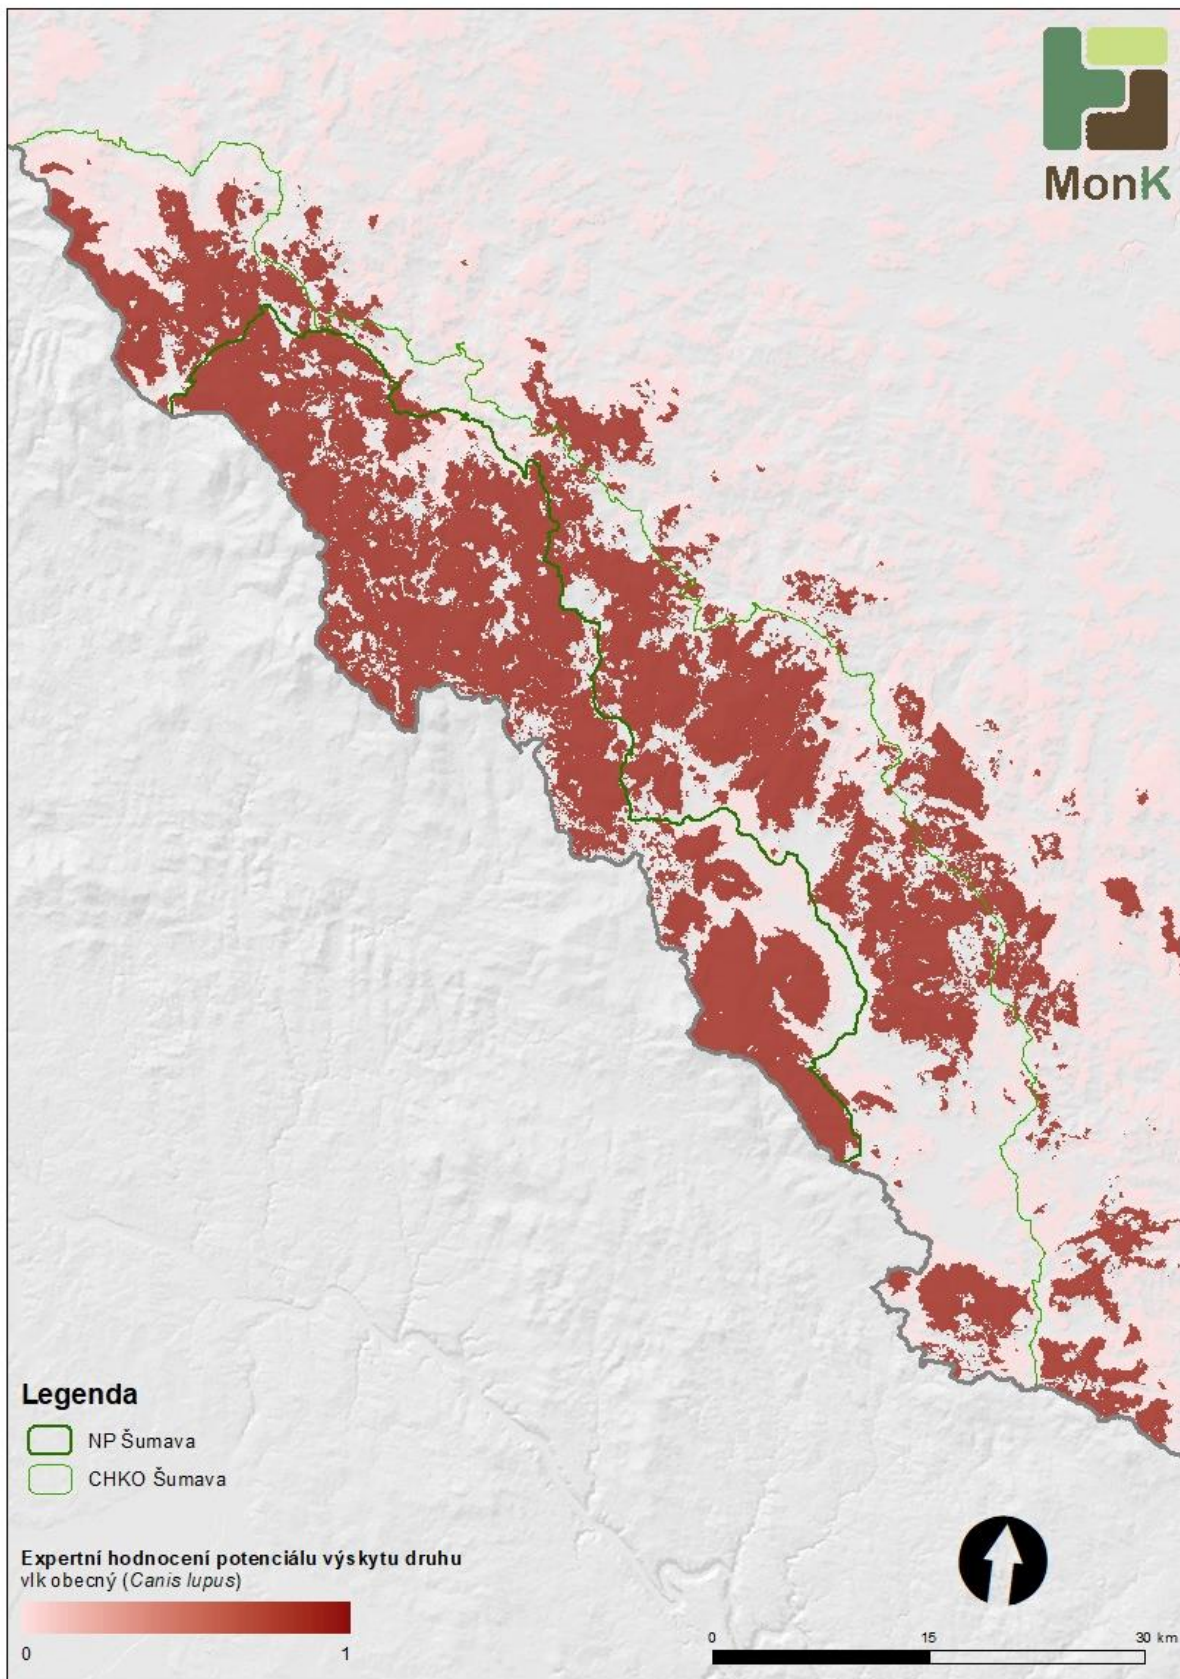 MonK
Legenda
NP Šumava
CHKO Šumava
Expertní hodnocení potenciálu výskytu druhu
vlk obecný (Canis lupus)
0 1
0 15 30 km